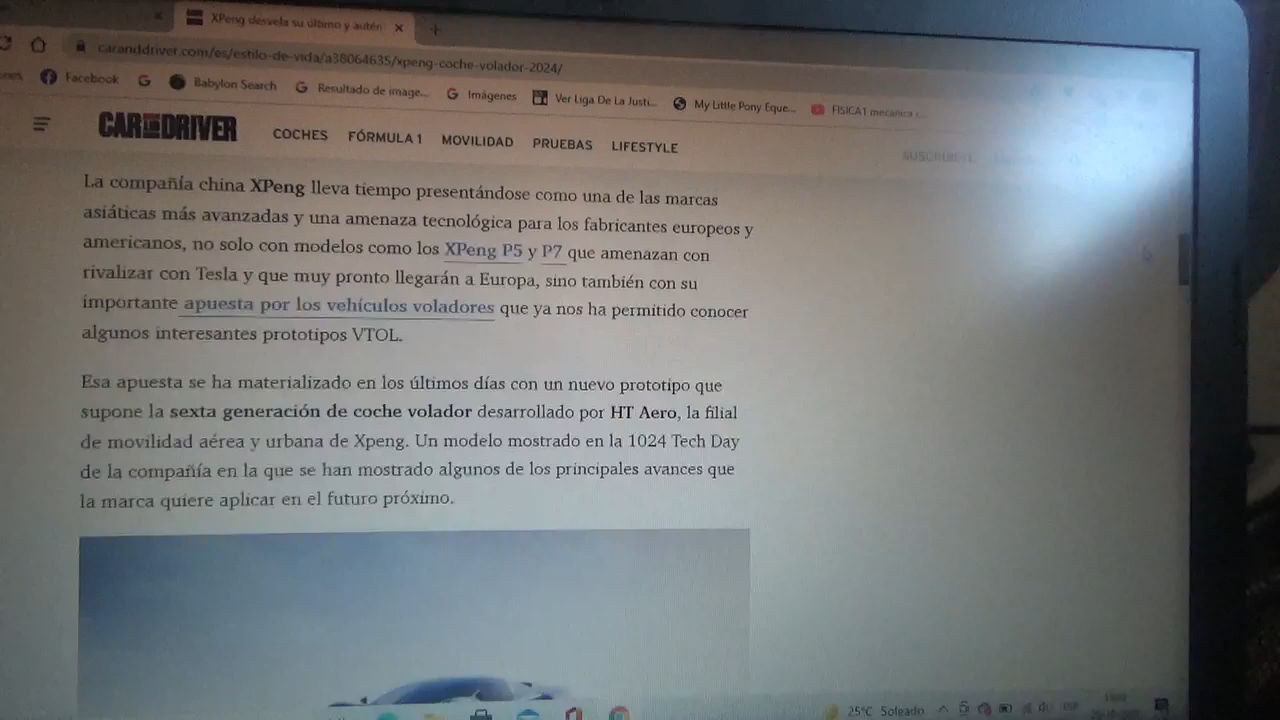 XPeng desvela su último y autén
caranddriver.com/es/estilo-de-vida/a38064635/xpeng-coche-volador-2024/
Facebook
Babylon Search
Resultado de image...
Imágenes
Ver Liga De La Justi...
My Little Pony Eque...
FISICA1 mecánica
CAR AND DRIVER
COCHES FÓRMULA 1 MOVILIDAD PRUEBAS LIFESTYLE
La compañía china XPeng lleva tiempo presentándose como una de las marcas
asiáticas más avanzadas y una amenaza tecnológica para los fabricantes europeos y
americanos, no solo con modelos como los XPeng P5 y P7 que amenazan con
rivalizar con Tesla y que muy pronto llegarán a Europa, sino también con su
importante apuesta por los vehículos voladores que ya nos ha permitido conocer
algunos interesantes prototipos VTOL.
Esa apuesta se ha materializado en los últimos días con un nuevo prototipo que
supone la sexta generación de coche volador desarrollado por HT Aero, la filial
de movilidad aérea y urbana de Xpeng. Un modelo mostrado en la 1024 Tech Day
de la compañía en la que se han mostrado algunos de los principales avances que
la marca quiere aplicar en el futuro próximo.
25°C Soleado